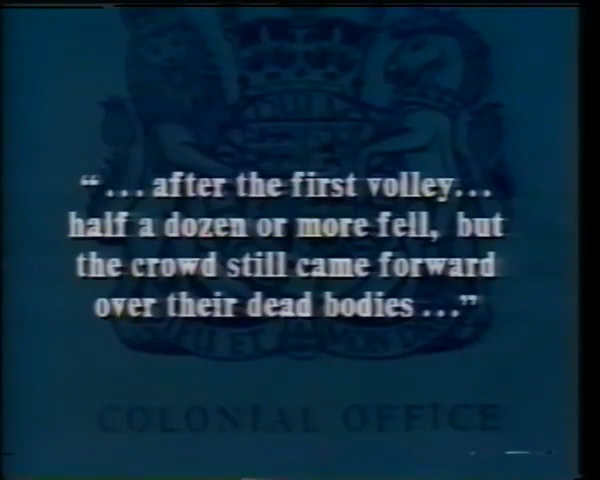 “... after the first volley...
half a dozen or more fell, but
the crowd still came forward
over their dead bodies ...”
COLONIAL OFFICE